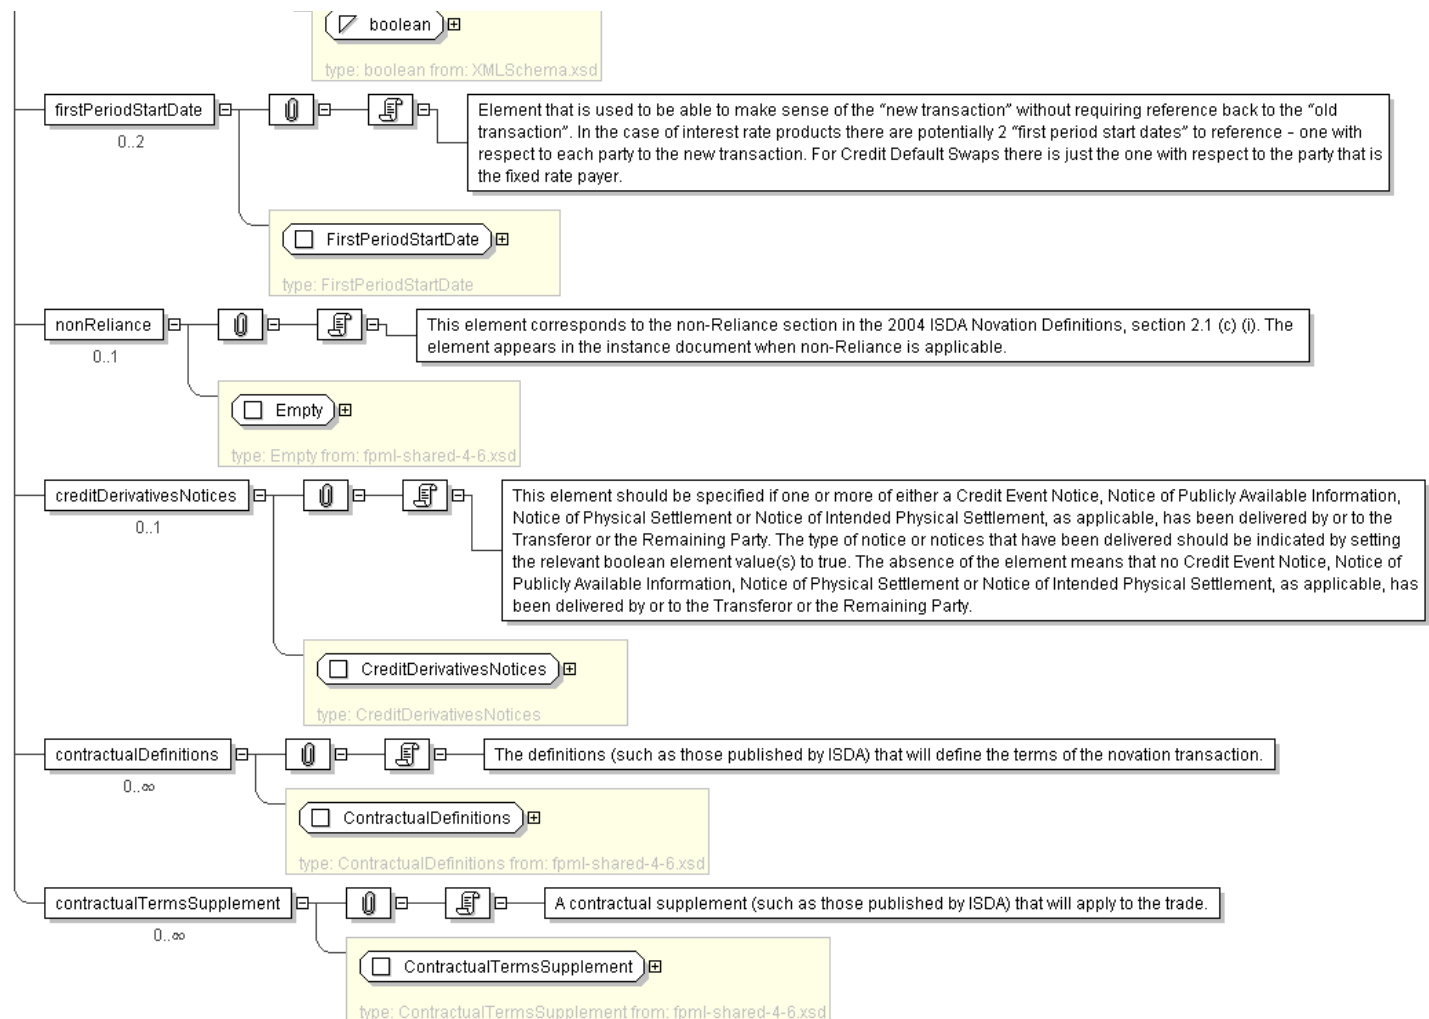 boolean
type: boolean from: XMLSchema.xsd
firstPeriodStartDate
0..2
Element that is used to be able to make sense of the “new transaction” without requiring reference back to the “old
transaction”. In the case of interest rate products there are potentially 2 “first period start dates” to reference – one with
respect to each party to the new transaction. For Credit Default Swaps there is just the one with respect to the party that is
the fixed rate payer.
FirstPeriodStartDate
type: FirstPeriodStartDate
nonReliance
0..1
This element corresponds to the non-Reliance section in the 2004 ISDA Novation Definitions, section 2.1 (c) (i). The
element appears in the instance document when non-Reliance is applicable.
Empty
type: Empty from: fpml-shared-4-6.xsd
creditDerivativesNotices
0..1
This element should be specified if one or more of either a Credit Event Notice, Notice of Publicly Available Information,
Notice of Physical Settlement or Notice of Intended Physical Settlement, as applicable, has been delivered by or to the
Transferor or the Remaining Party. The type of notice or notices that have been delivered should be indicated by setting
the relevant boolean element value(s) to true. The absence of the element means that no Credit Event Notice, Notice of
Publicly Available Information, Notice of Physical Settlement or Notice of Intended Physical Settlement, as applicable, has
been delivered by or to the Transferor or the Remaining Party.
CreditDerivativesNotices
type: CreditDerivativesNotices
contractualDefinitions
0..∞
The definitions (such as those published by ISDA) that will define the terms of the novation transaction.
ContractualDefinitions
type: ContractualDefinitions from: fpml-shared-4-6.xsd
contractualTermsSupplement
0..∞
A contractual supplement (such as those published by ISDA) that will apply to the trade.
ContractualTermsSupplement
type: ContractualTermsSupplement from: fpml-shared-4-6.xsd